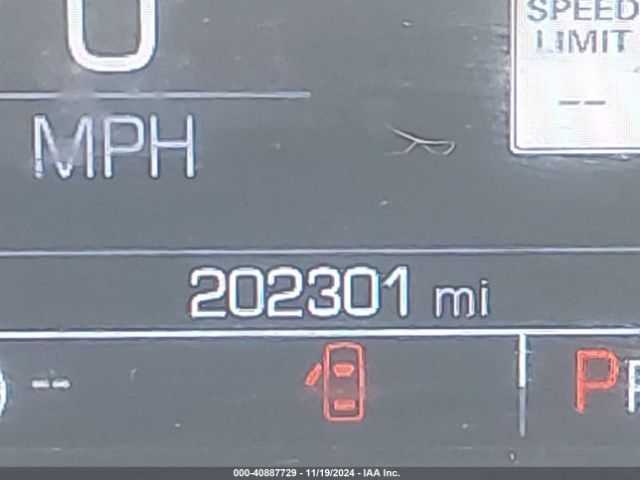 0
SPEED
LIMIT
--
MPH
202301 mi
--
P
000-40887729 - 11/19/2024 - IAA Inc.